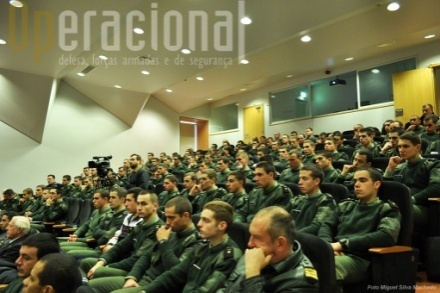 Operacional
defesa, forças armadas e de segurança
Foto Miguel Silva Machado